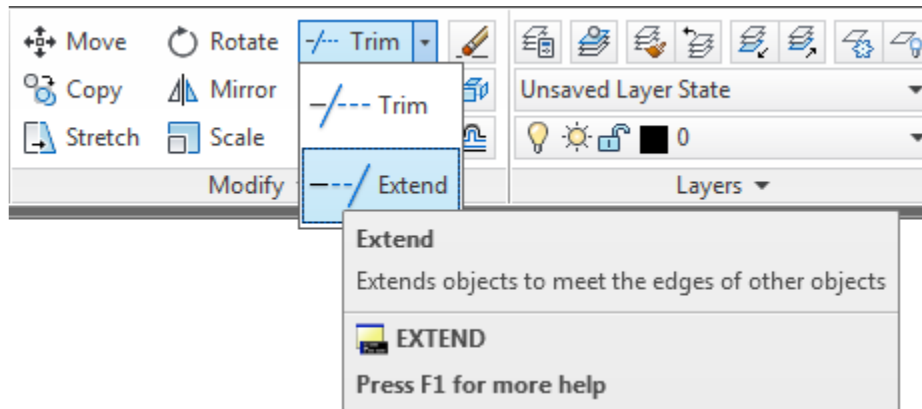 Move Rotate Trim
Copy Mirror
Stretch Scale
Trim
Extend
Modify
Unsaved Layer State
0
Layers
Extend
Extends objects to meet the edges of other objects
EXTEND
Press F1 for more help